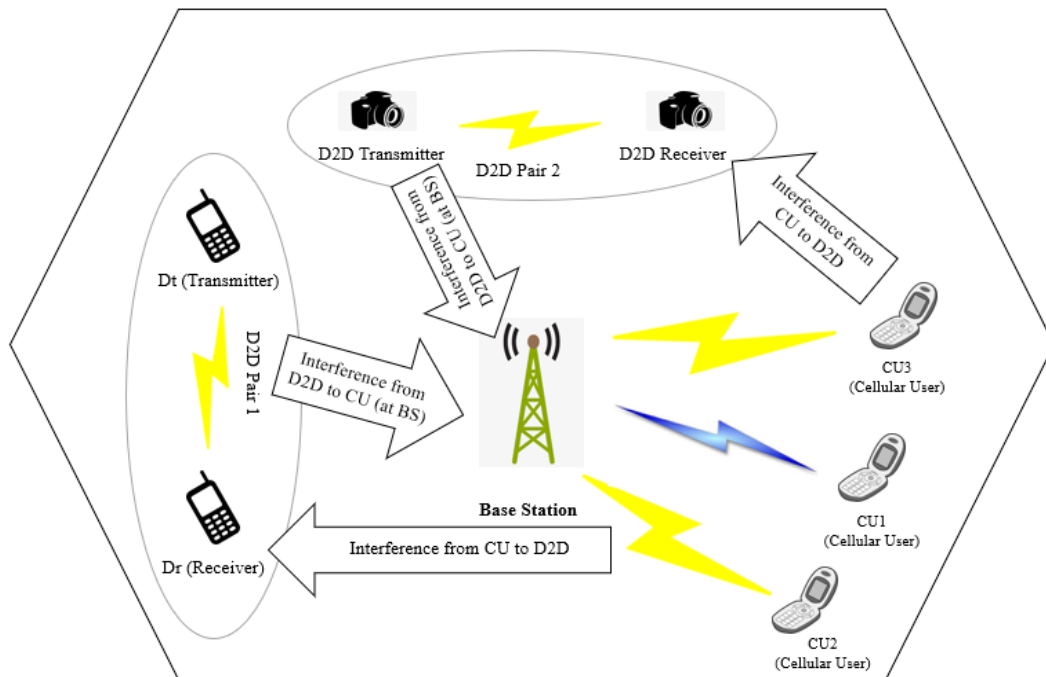 D2D Transmitter
D2D Receiver
D2D Pair 2
Interference from
D2D to CU (at BS)
Interference from
CU to D2D
Dt (Transmitter)
D2D Pair 1
Interference from
D2D to CU (at BS)
CU3
(Cellular User)
Base Station
CU1
(Cellular User)
Interference from CU to D2D
Dr (Receiver)
CU2
(Cellular User)